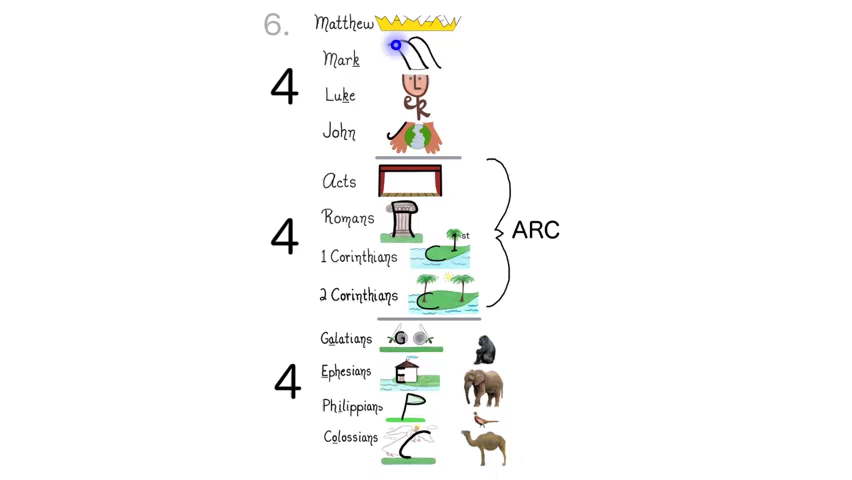 6.
Matthew
Mark
4
Luke
John
Acts
Romans
4
1 Corinthians
st
2 Corinthians
ARC
Galatians
G
Ephesians
E
4
Philippians
P
Colossians
C